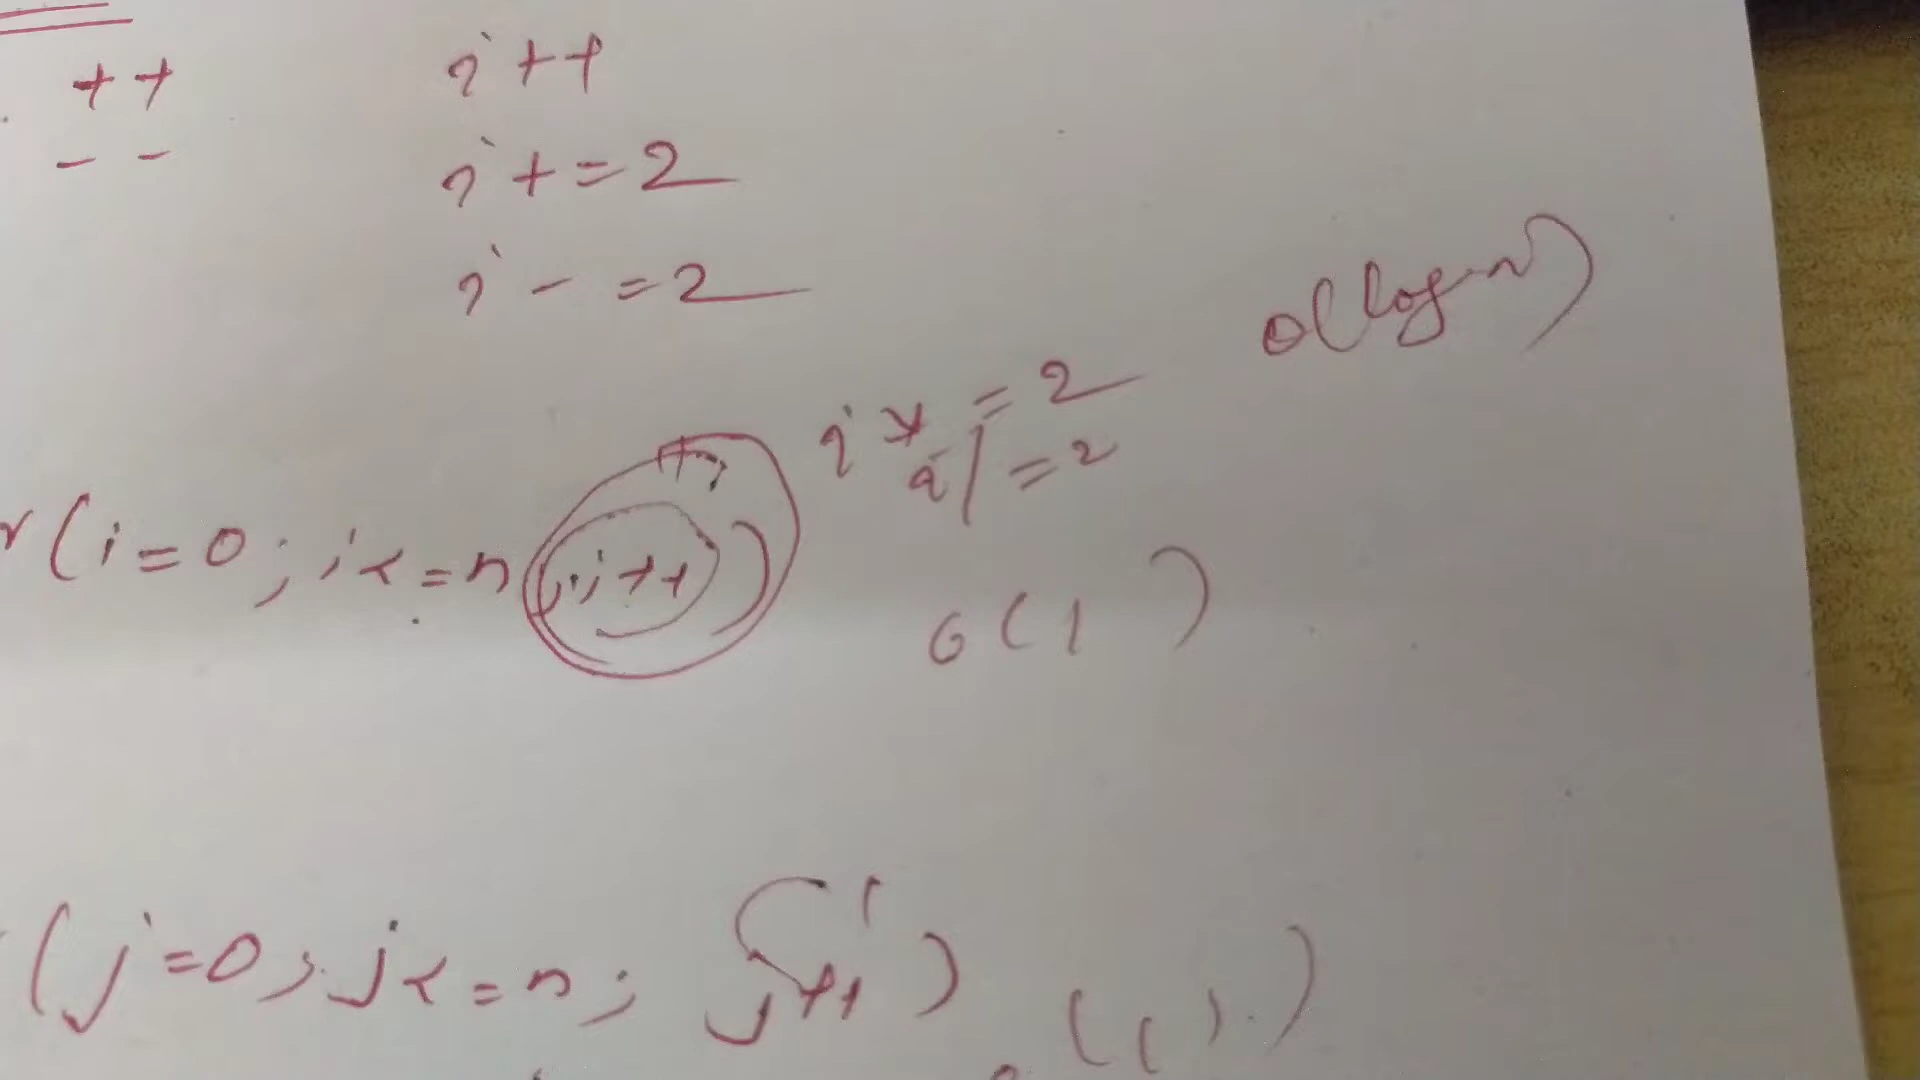 ++ i++
-- i+=2
i-=2
O(logn)
i*=2
i/=2
r(i=0; i<=n; i++)
O(1)
(j=0; j<=n; j++)